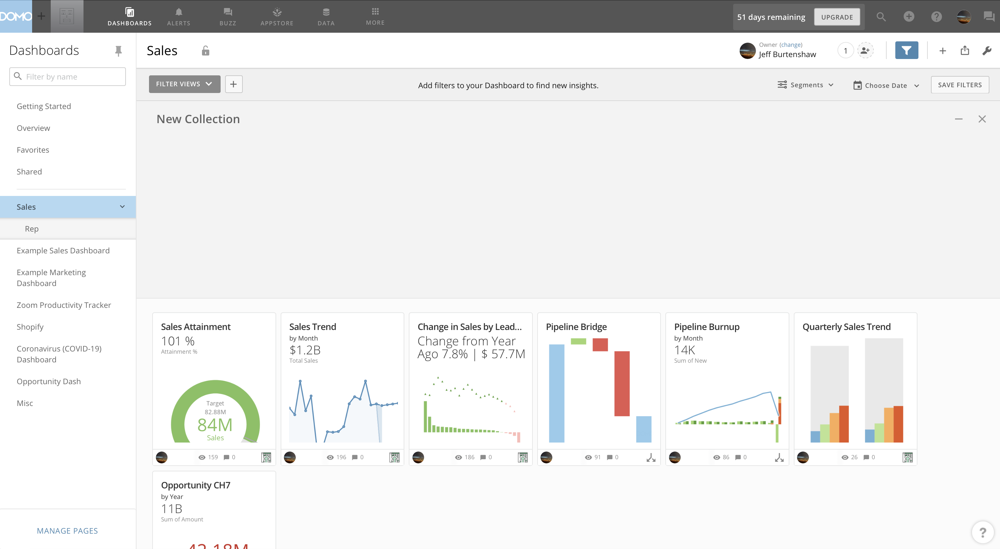 DOMO
DASHBOARDS
ALERTS
BUZZ
APPSTORE
DATA
MORE
51 days remaining
UPGRADE
Dashboards
Filter by name
Getting Started
Overview
Favorites
Shared
Sales
Rep
Example Sales Dashboard
Example Marketing
Dashboard
Zoom Productivity Tracker
Shopify
Coronavirus (COVID-19)
Dashboard
Opportunity Dash
Misc
MANAGE PAGES
Sales
Owner (change)
Jeff Burtenshaw
1
FILTER VIEWS
Add filters to your Dashboard to find new insights.
Segments
Choose Date
SAVE FILTERS
New Collection
Sales Attainment
101 %
Attainment %
Target
82.88M
84M
Sales
159
0
Sales Trend
by Month
$1.2B
Total Sales
196
0
Change in Sales by Lead...
Change from Year
Ago 7.8% | $ 57.7M
186
0
Pipeline Bridge
91
0
Pipeline Burnup
by Month
14K
Sum of New
86
0
Quarterly Sales Trend
26
0
Opportunity CH7
by Year
11B
Sum of Amount
42.18M
?